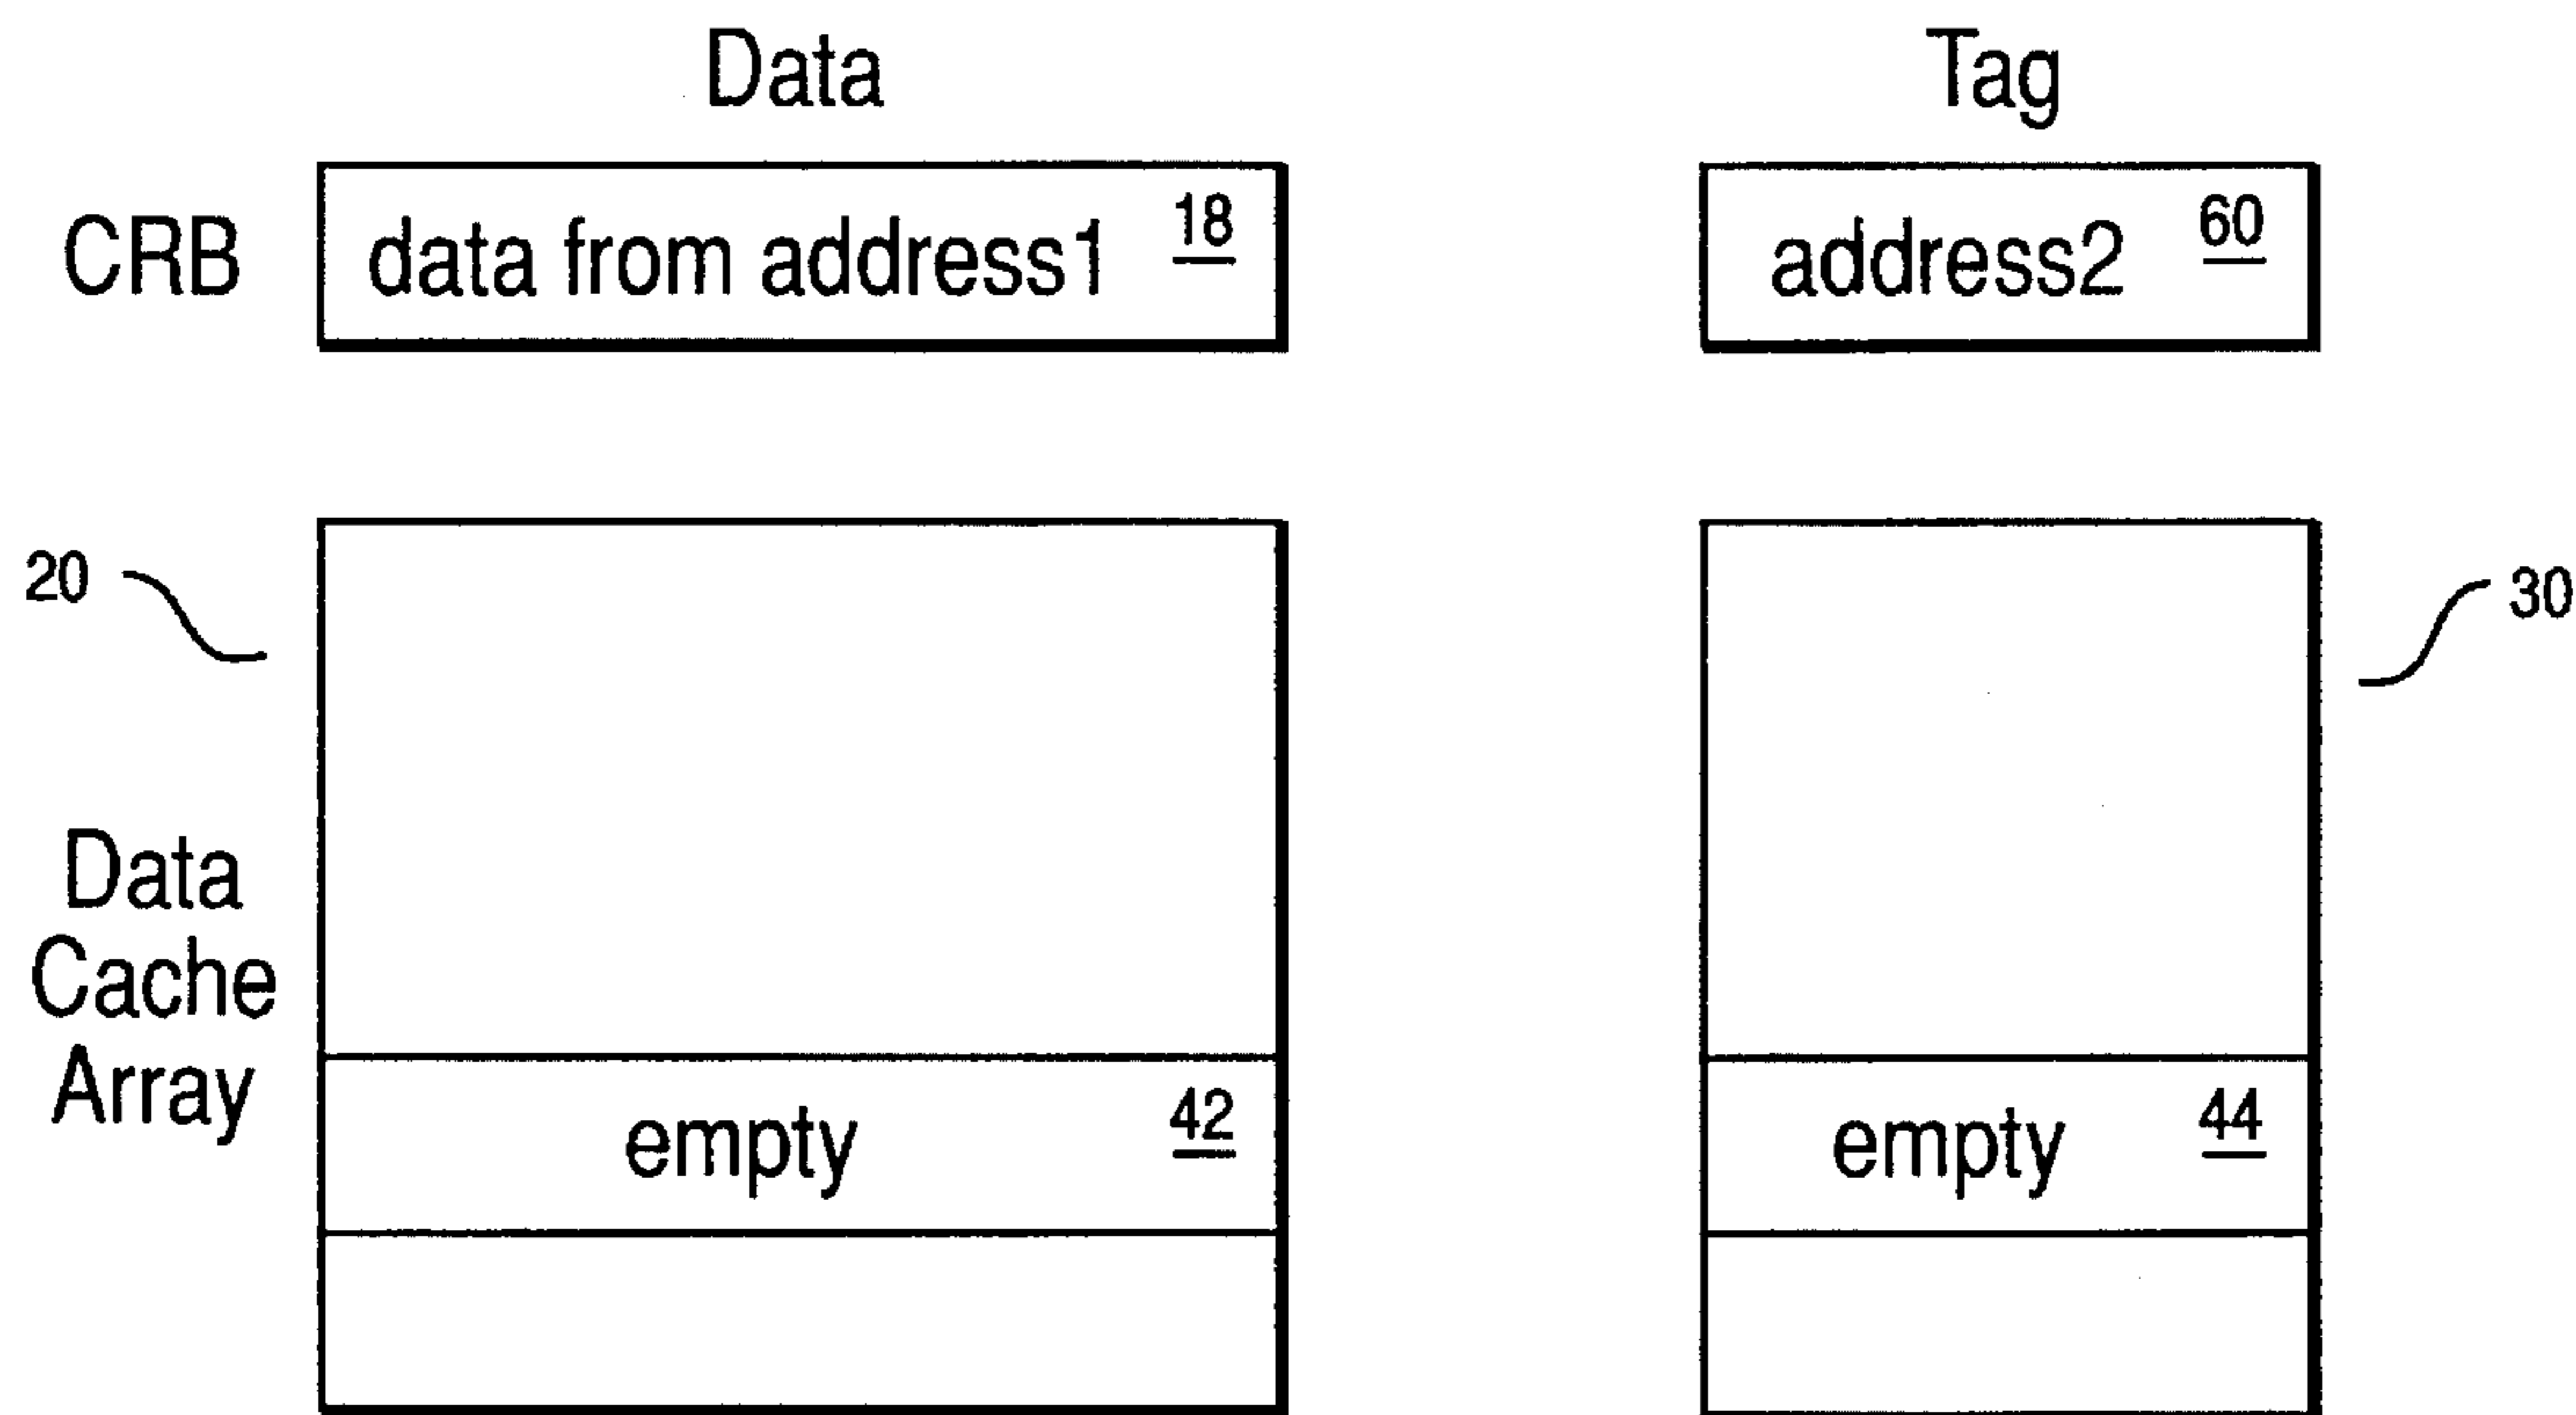 Data Tag
CRB data from address1 18 address2 60
20 30
Data
Cache
Array
empty 42 empty 44